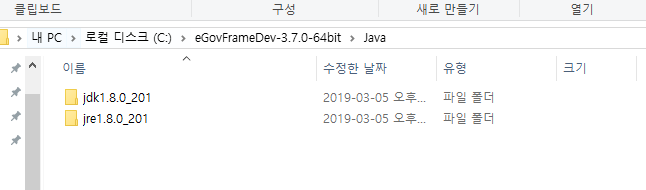 클립보드 구성 새로 만들기 열기
내 PC > 로컬 디스크 (C:) > eGovFrameDev-3.7.0-64bit > Java
이름 수정한 날짜 유형 크기
jdk1.8.0_201 2019-03-05 오후... 파일 폴더
jre1.8.0_201 2019-03-05 오후... 파일 폴더